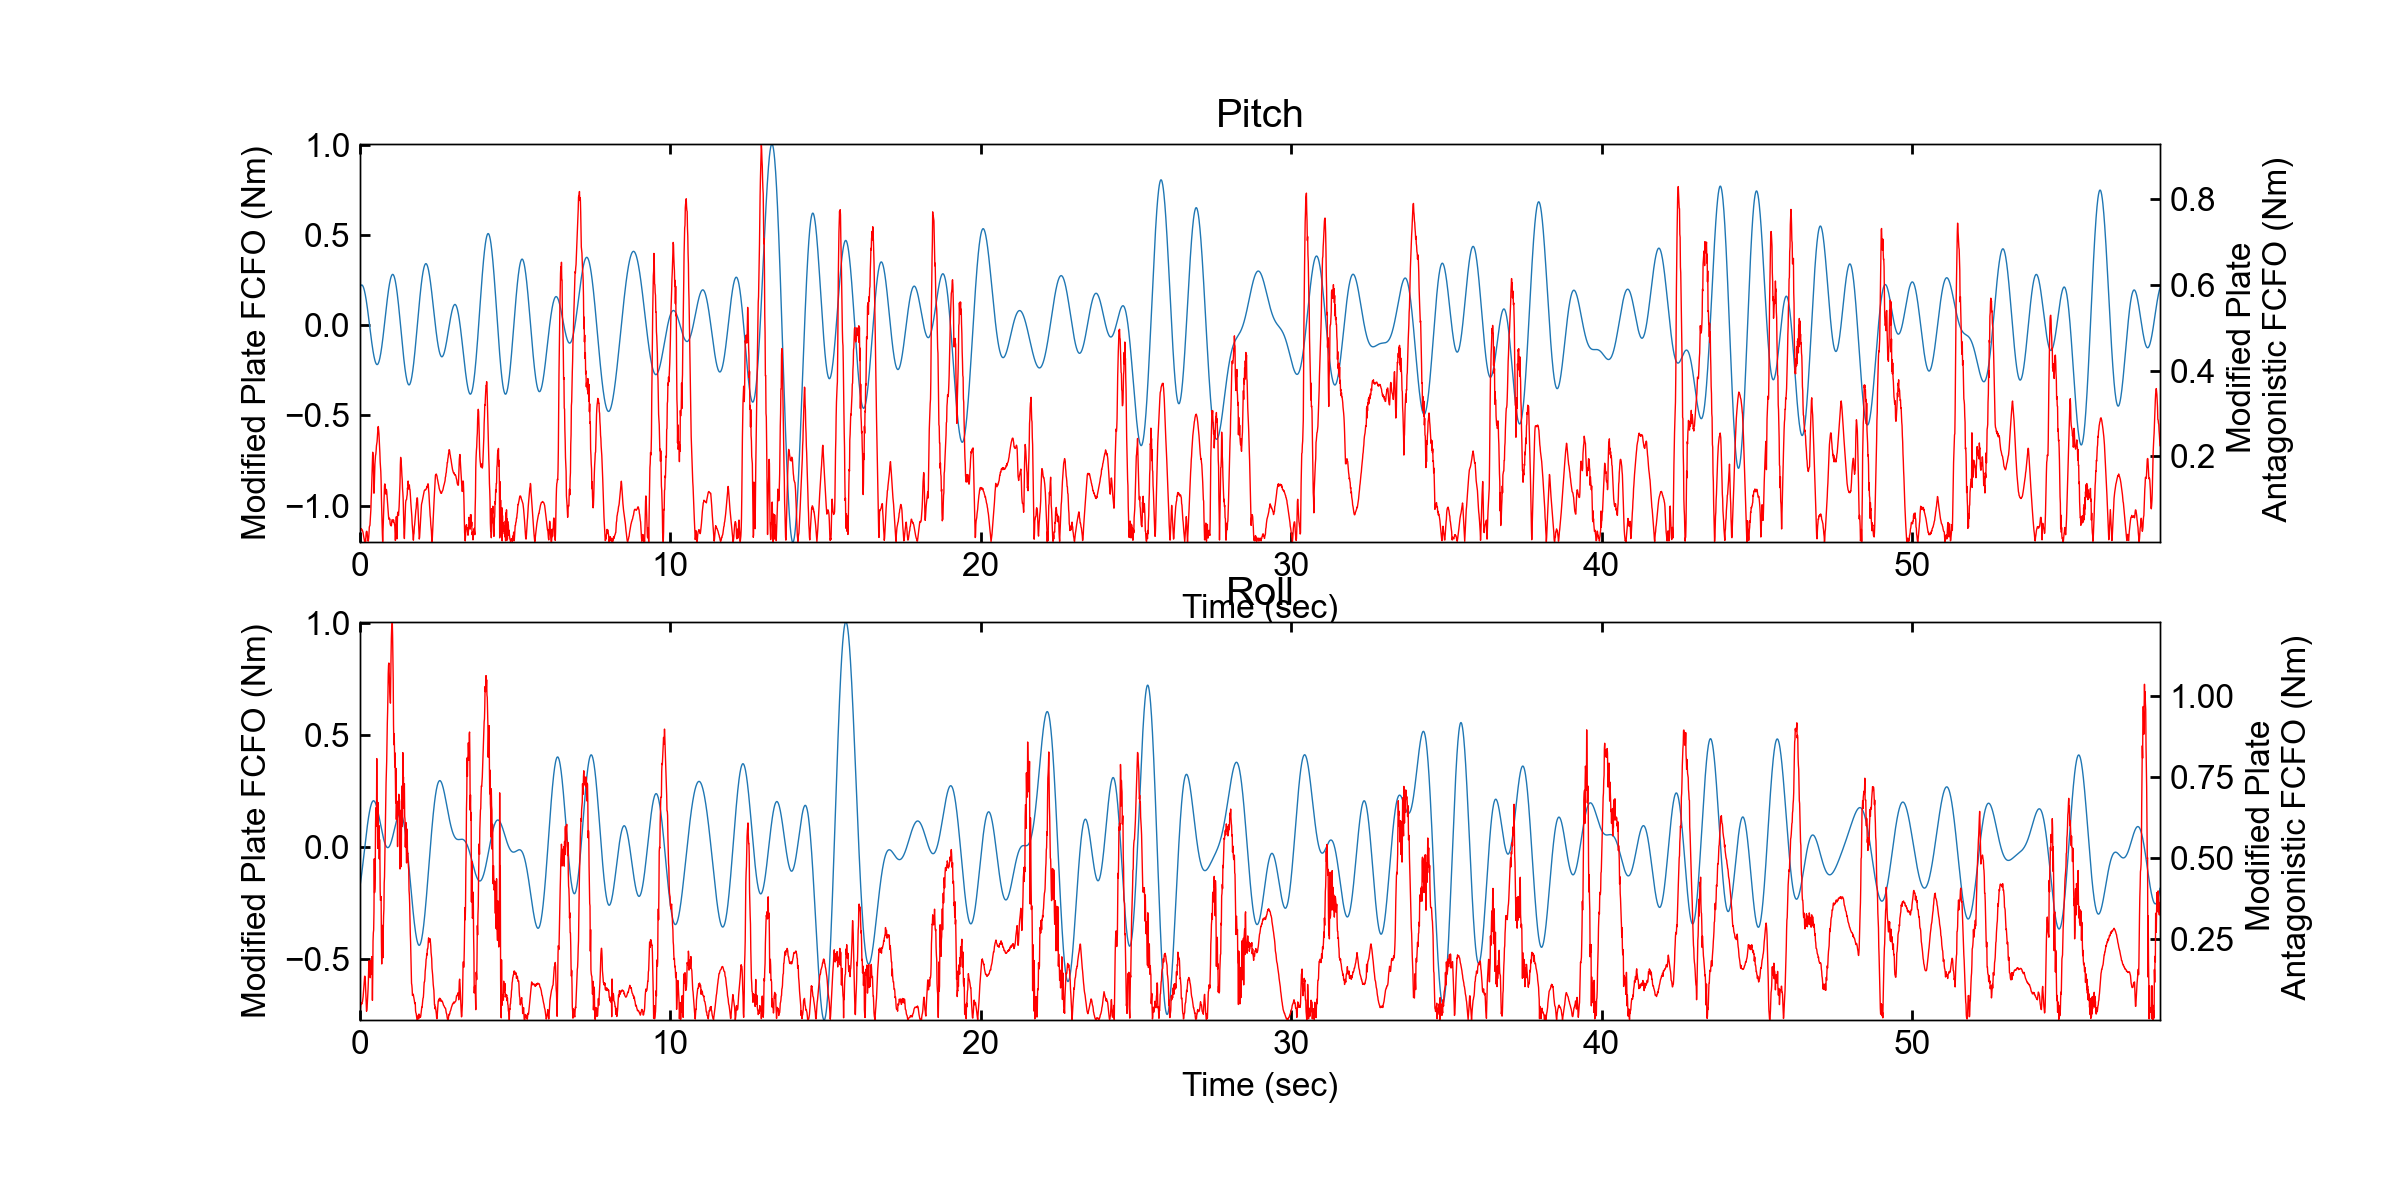 Pitch
Modified Plate FCFO (Nm)
1.0
0.5
0.0
−0.5
−1.0
0.8
0.6
0.4
0.2
Modified Plate
Antagonistic FCFO (Nm)
0 10 20 30 40 50
Time (sec)
Roll
Modified Plate FCFO (Nm)
1.0
0.5
0.0
−0.5
1.00
0.75
0.50
0.25
Modified Plate
Antagonistic FCFO (Nm)
0 10 20 30 40 50
Time (sec)